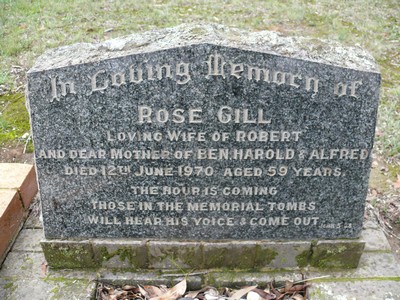 In Loving Memory of
ROSE GILL
LOVING WIFE OF ROBERT
AND DEAR MOTHER OF BEN, HAROLD & ALFRED
DIED 12TH JUNE 1970 AGED 59 YEARS
THE HOUR IS COMING
THOSE IN THE MEMORIAL TOMBS
WILL HEAR HIS VOICE & COME OUT